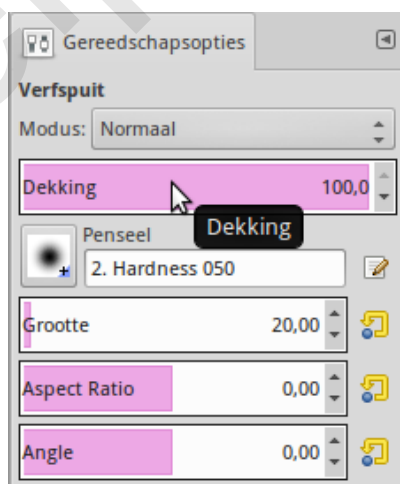 Gereedschapsopties
Verfspuit
Modus: Normaal
Dekking 100,0
Dekking
Penseel
2. Hardness 050
Grootte 20,00
Aspect Ratio 0,00
Angle 0,00